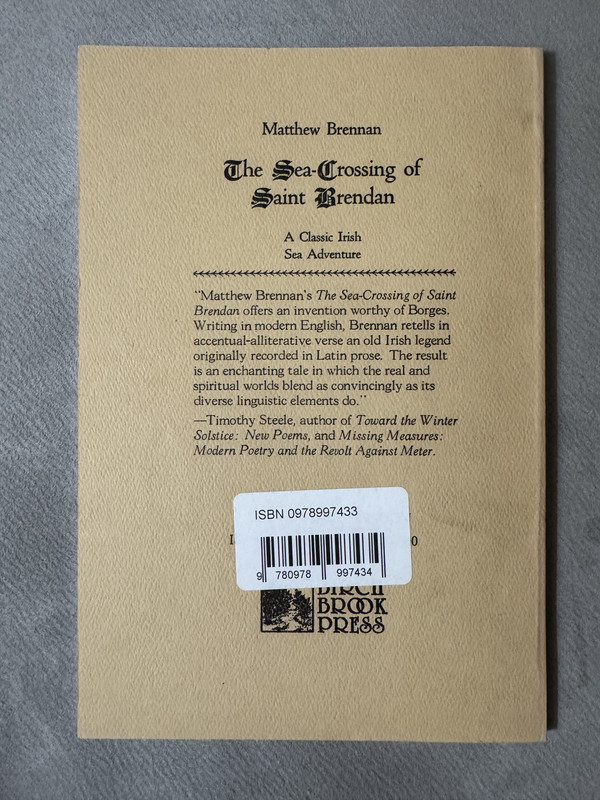 Matthew Brennan
The Sea-Crossing of
Saint Brendan
A Classic Irish
Sea Adventure
"Matthew Brennan's The Sea-Crossing of Saint
Brendan offers an invention worthy of Borges.
Writing in modern English, Brennan retells in
accentual-alliterative verse an old Irish legend
originally recorded in Latin prose. The result
is an enchanting tale in which the real and
spiritual worlds blend as convincingly as its
diverse linguistic elements do."
—Timothy Steele, author of Toward the Winter
Solstice: New Poems, and Missing Measures:
Modern Poetry and the Revolt Against Meter.
ISBN 0978997433
9 780978 997434
BIRCH
BROOK
PRESS